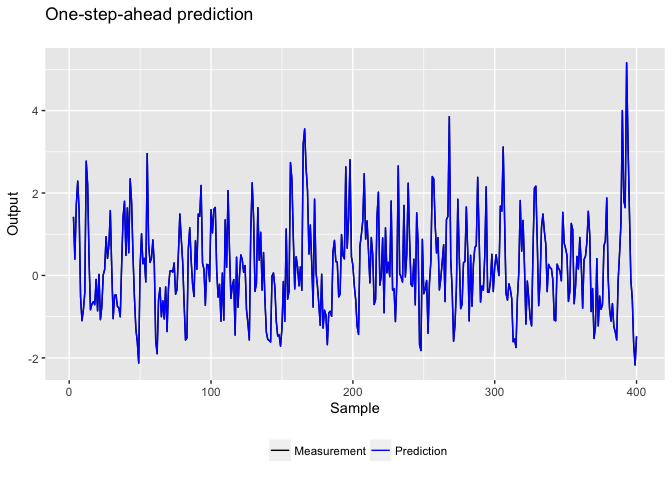 One-step-ahead prediction
4
2
0
-2
Output
0 100 200 300 400
Sample
Measurement Prediction